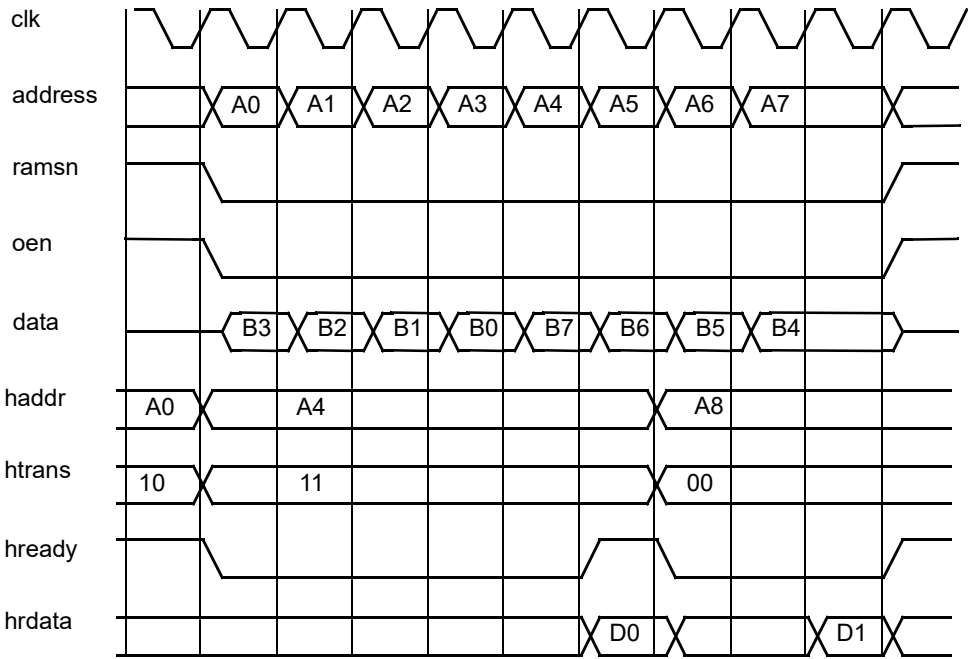 clk
address A0 A1 A2 A3 A4 A5 A6 A7
ramsn
oen
data B3 B2 B1 B0 B7 B6 B5 B4
haddr A0 A4 A8
htrans 10 11 00
hready
hrdata D0 D1